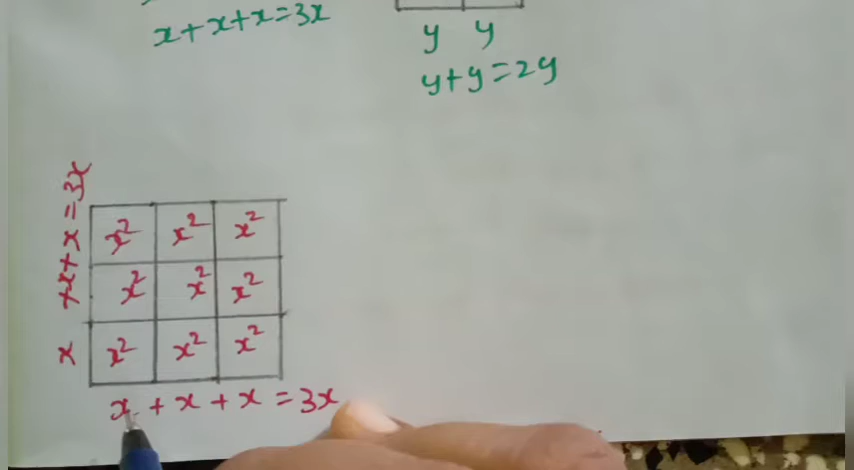 x+x+x=3x
y y
y+y=2y
x+x+x=3x
x² x² x²
x² x² x²
x² x² x²
x+x+x=3x